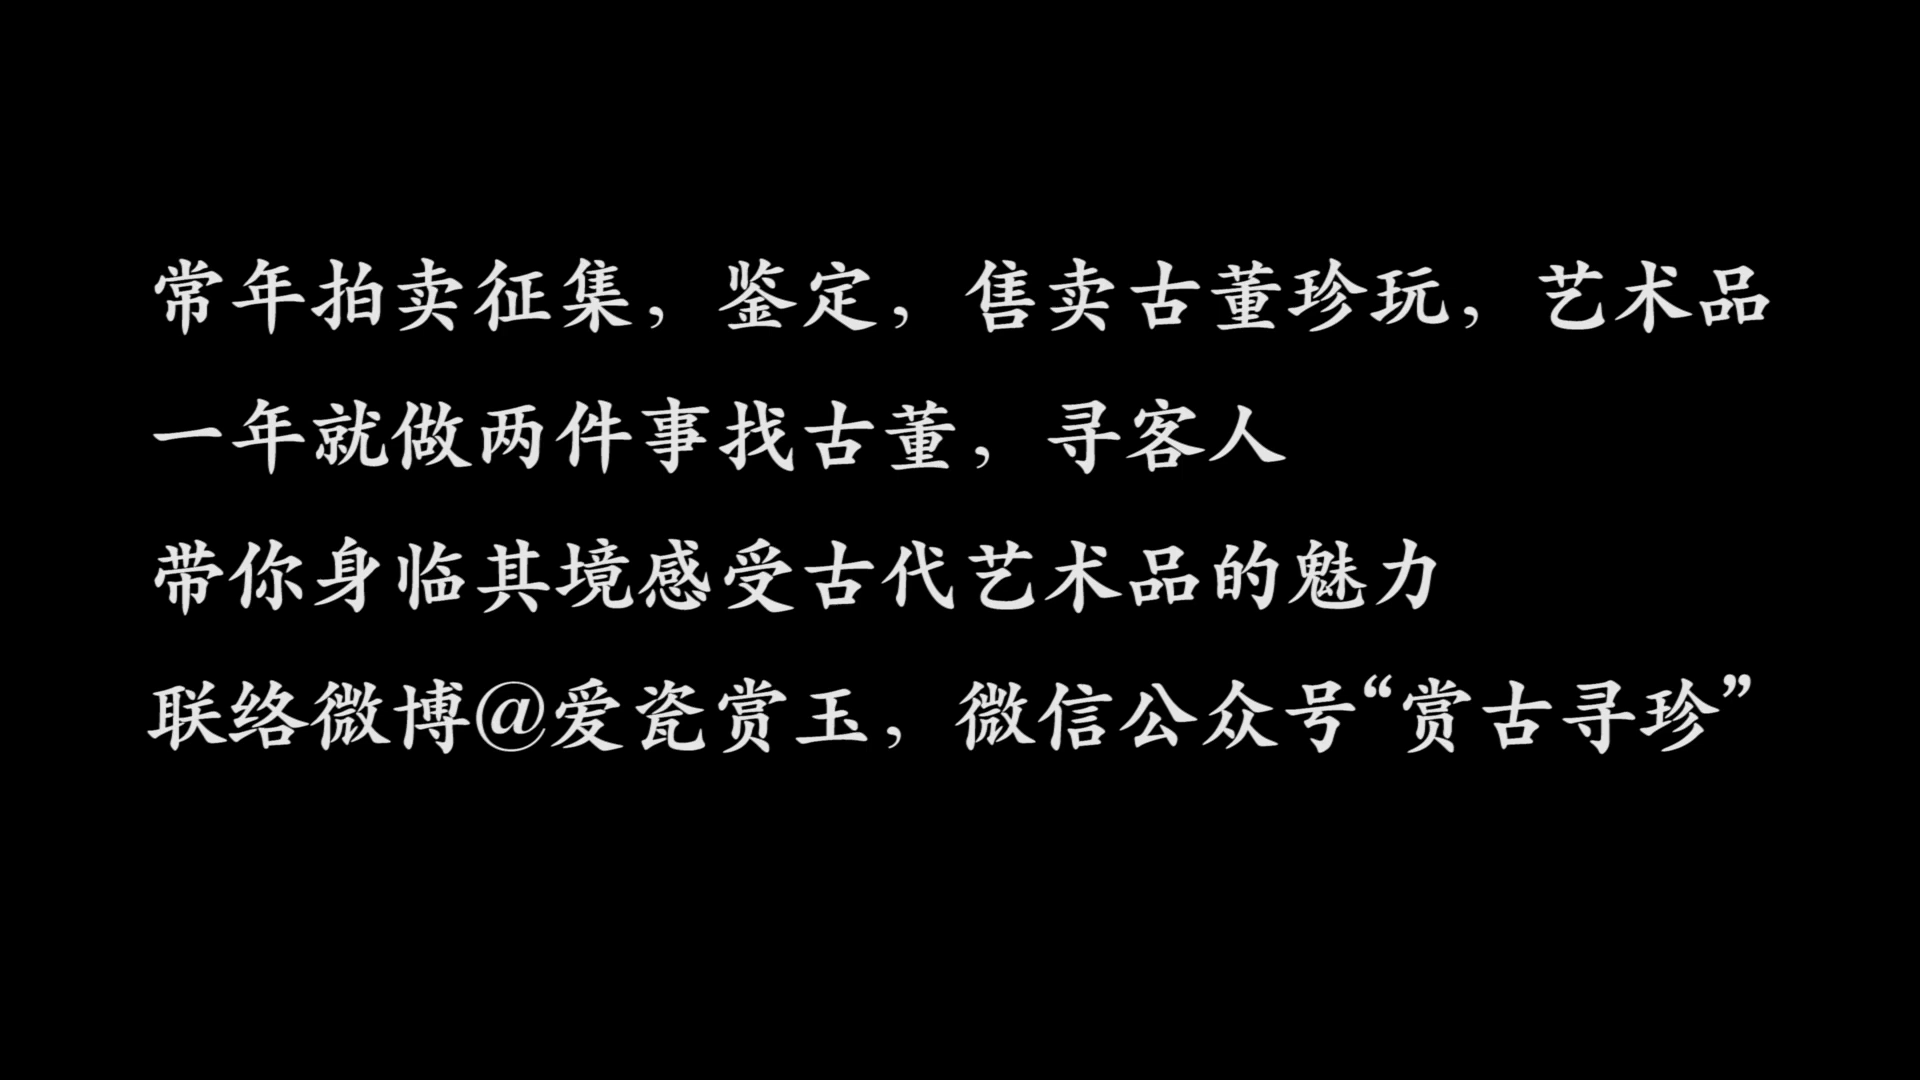 常年拍卖征集，鉴定，售卖古董珍玩，艺术品
一年就做两件事找古董，寻客人
带你身临其境感受古代艺术品的魅力
联络微博@爱瓷赏玉，微信公众号“赏古寻珍”